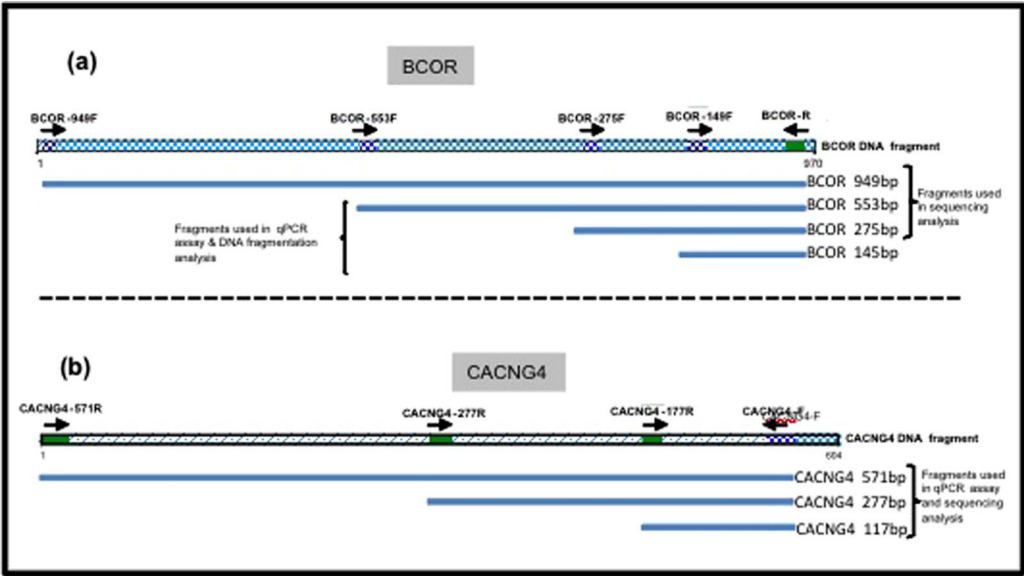 (a)
BCOR
BCOR-949F
BCOR-553F
BCOR-275F
BCOR-149F
BCOR-R
BCOR DNA fragment
1
970
BCOR 949bp
BCOR 553bp
BCOR 275bp
BCOR 145bp
Fragments used
in sequencing
analysis
Fragments used in qPCR
assay & DNA fragmentation
analysis
(b)
CACNG4
CACNG4-571R
CACNG4-277R
CACNG4-177R
CACNG4-F
CACNG4 DNA fragment
1
604
CACNG4 571bp
CACNG4 277bp
CACNG4 117bp
Fragments used
in qPCR assay
and sequencing
analysis